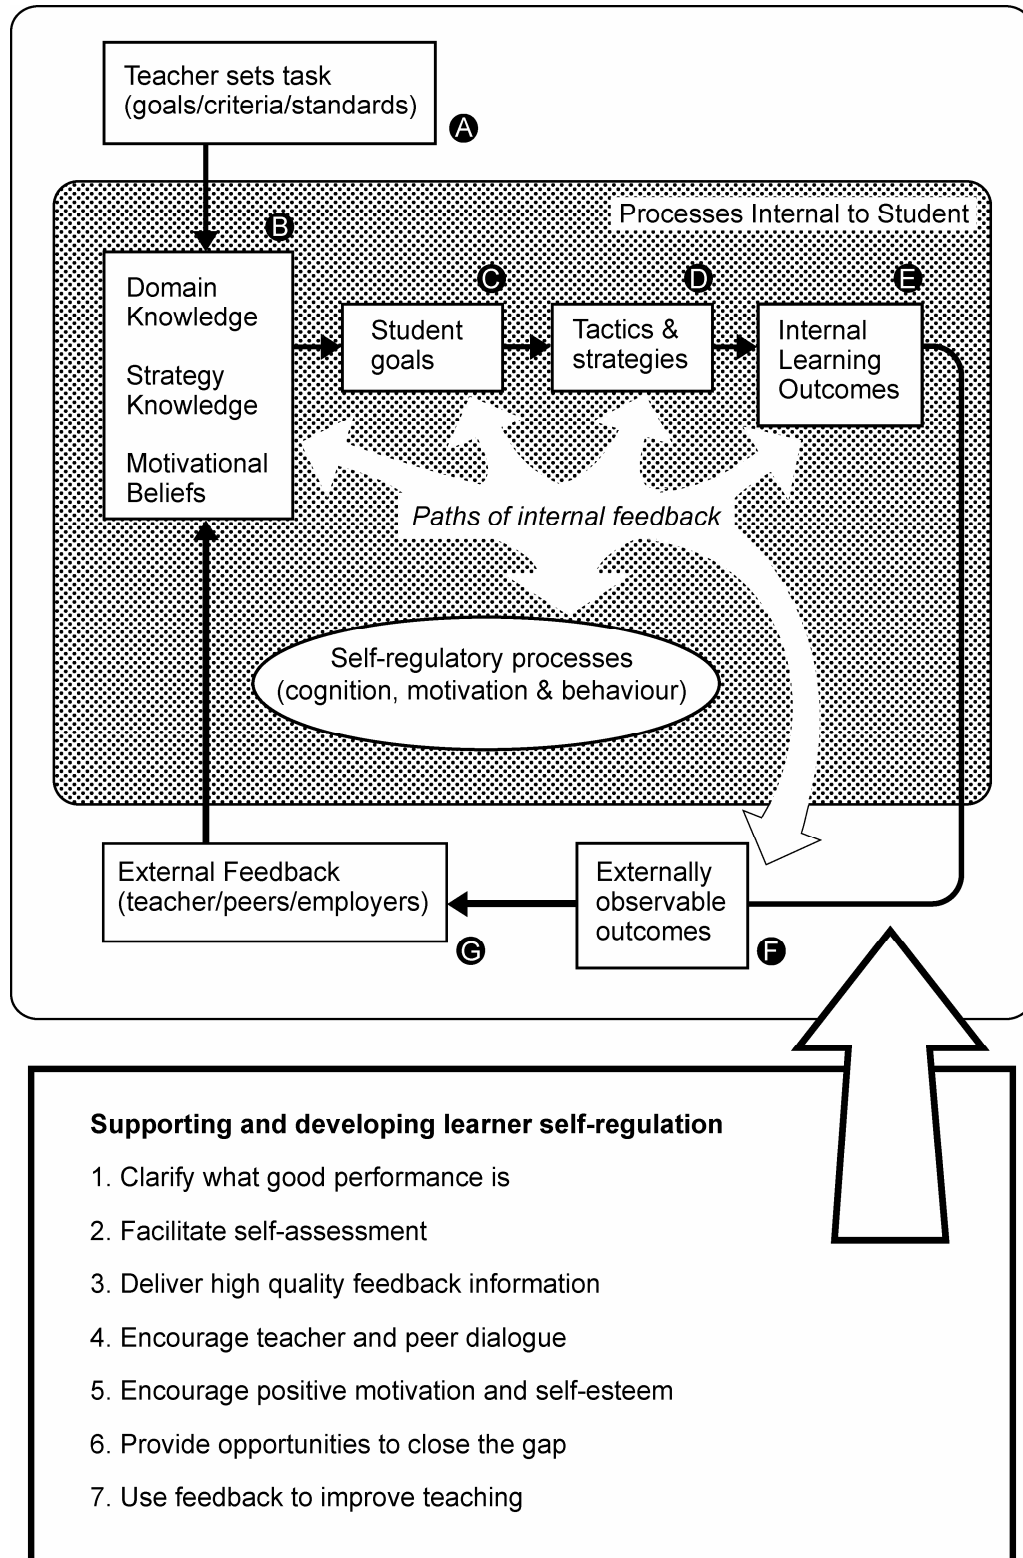 Teacher sets task
(goals/criteria/standards)
A
Processes Internal to Student
B
Domain
Knowledge
Strategy
Knowledge
Motivational
Beliefs
C
Student
goals
D
Tactics &
strategies
E
Internal
Learning
Outcomes
Paths of internal feedback
Self-regulatory processes
(cognition, motivation & behaviour)
External Feedback
(teacher/peers/employers)
G
Externally
observable
outcomes
F
Supporting and developing learner self-regulation
1. Clarify what good performance is
2. Facilitate self-assessment
3. Deliver high quality feedback information
4. Encourage teacher and peer dialogue
5. Encourage positive motivation and self-esteem
6. Provide opportunities to close the gap
7. Use feedback to improve teaching